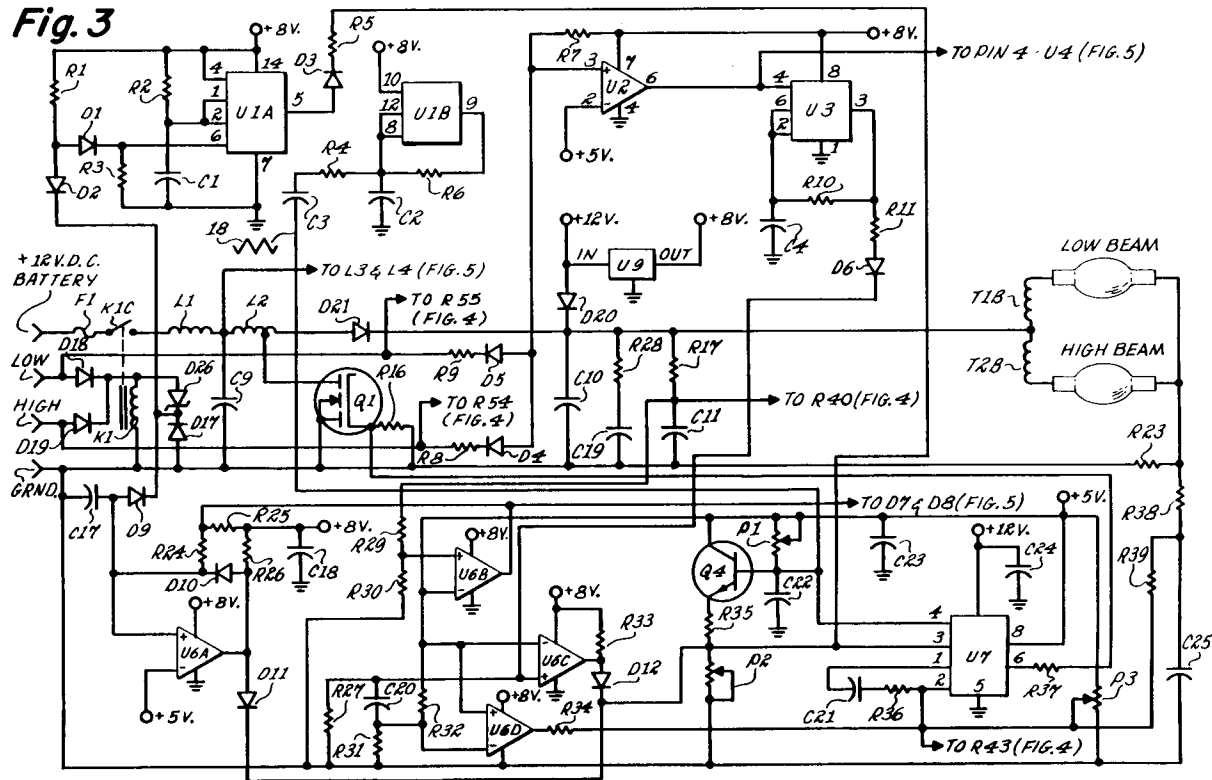 Fig. 3
+8V.
R5
D3
+8V.
R7
+8V.
TO PIN 4 - U4 (FIG. 5)
R1
R2
4
14
1
2
6
U1A
5
7
D1
R3
C1
D2
10
12
8
U1B
9
R4
R6
C2
C3
18
3
7
U2
6
2
4
+5V.
8
4
6
2
U3
3
1
R10
C4
R11
D6
+12V.
+8V.
IN
U9
OUT
D20
LOW BEAM
T1B
T2B
HIGH BEAM
+12V.D.C.
BATTERY
F1
K1C
L1
TO L3 & L4 (FIG. 5)
L2
D21
TO R55
(FIG. 4)
LOW
D18
D26
HIGH
D19
K1
D17
C9
Q1
R16
R9
D5
TO R54
(FIG. 4)
R8
D4
C10
R28
C19
R17
C11
TO R40 (FIG. 4)
GRND.
C17
D9
R23
R38
R25
R24
+8V.
R26
C18
D10
TO D7 & D8 (FIG. 5)
+5V.
R29
R30
+8V.
U6B
P1
Q4
C22
C23
+12V.
C24
R39
C25
+8V.
U6A
+5V.
D11
R27
C20
R31
R32
+8V.
U6C
R33
D12
+8V.
U6D
R34
R35
P2
4
3
1
2
U7
8
6
5
C21
R36
R37
P3
TO R43 (FIG. 4)